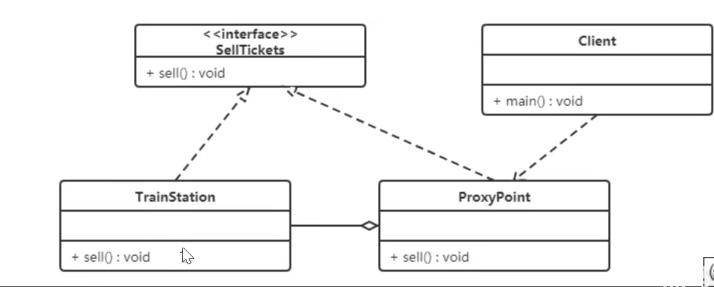 <<interface>>
SellTickets
+ sell() : void
Client
+ main() : void
TrainStation
+ sell() : void
ProxyPoint
+ sell() : void